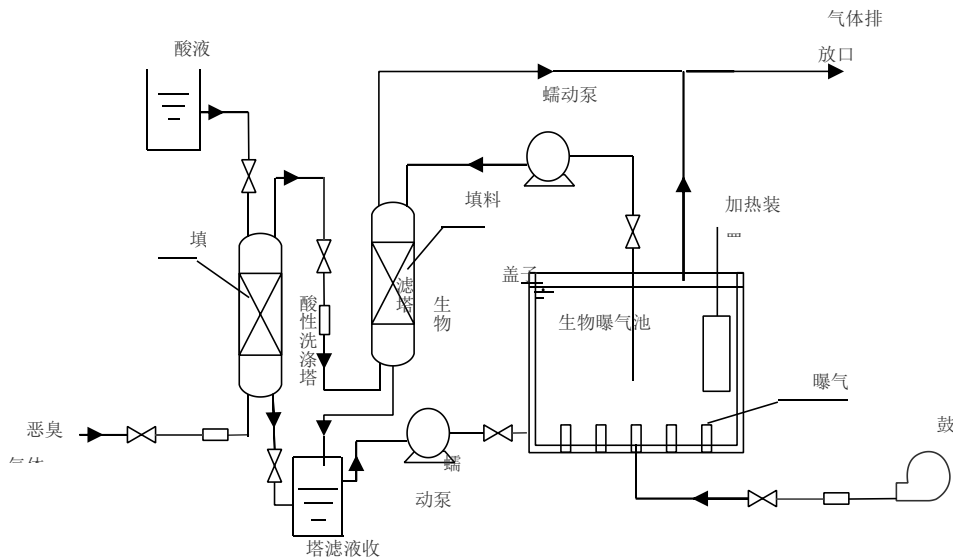 气体排
放口
酸液
蠕动泵
填料
加热装
填
盖子
滤塔
生物
酸性洗涤塔
生物曝气池
曝气
恶臭
鼓
蠕
动泵
塔滤液收